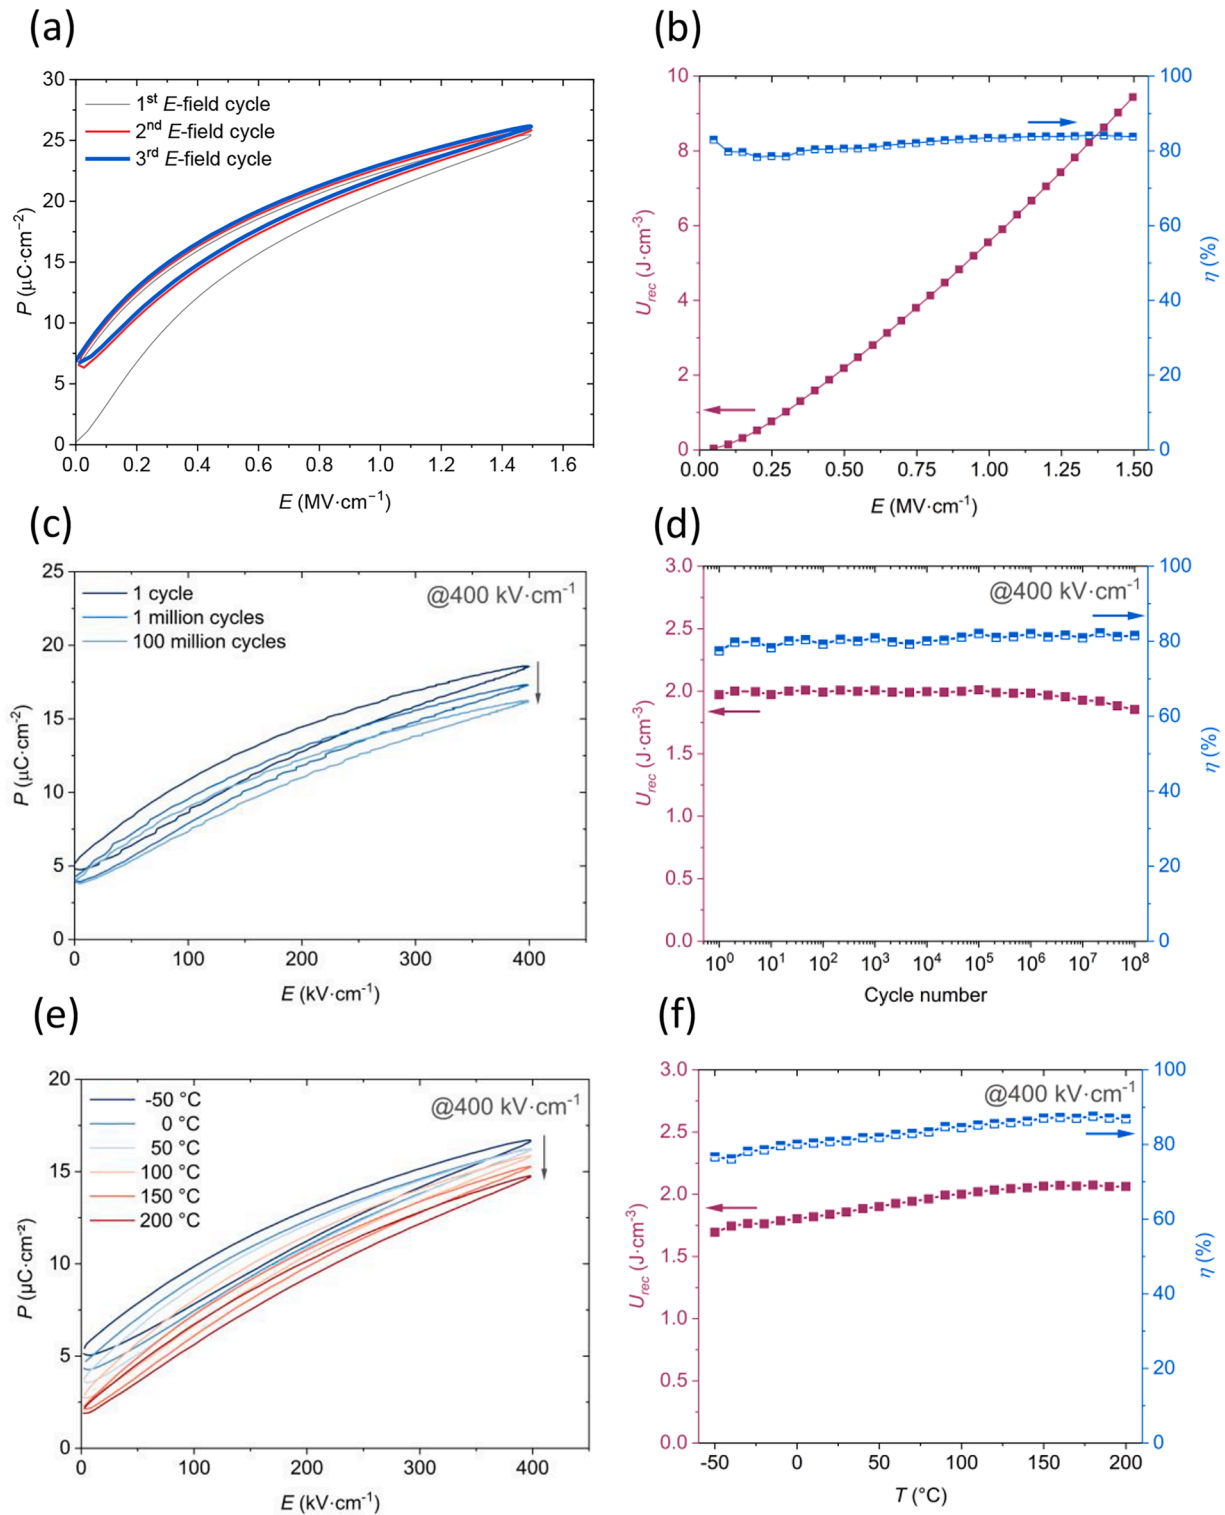 (a)
30
25
20
15
10
5
0
P (µC·cm⁻²)
1ˢᵗ E-field cycle
2ⁿᵈ E-field cycle
3ʳᵈ E-field cycle
0.0 0.2 0.4 0.6 0.8 1.0 1.2 1.4 1.6
E (MV·cm⁻¹)
(b)
10
8
6
4
2
0
U_rec (J·cm⁻³)
100
80
60
40
20
0
η (%)
0.00 0.25 0.50 0.75 1.00 1.25 1.50
E (MV·cm⁻¹)
(c)
25
20
15
10
5
0
P (µC·cm⁻²)
1 cycle
1 million cycles
100 million cycles
@400 kV·cm⁻¹
0 100 200 300 400
E (kV·cm⁻¹)
(d)
3.0
2.5
2.0
1.5
1.0
0.5
0.0
U_rec (J·cm⁻³)
@400 kV·cm⁻¹
100
80
60
40
20
0
η (%)
10⁰ 10¹ 10² 10³ 10⁴ 10⁵ 10⁶ 10⁷ 10⁸
Cycle number
(e)
20
15
10
5
0
P (µC·cm⁻²)
-50 °C
0 °C
50 °C
100 °C
150 °C
200 °C
@400 kV·cm⁻¹
0 100 200 300 400
E (kV·cm⁻¹)
(f)
3.0
2.5
2.0
1.5
1.0
0.5
0.0
U_rec (J·cm⁻³)
@400 kV·cm⁻¹
100
80
60
40
20
0
η (%)
-50 0 50 100 150 200
T (°C)